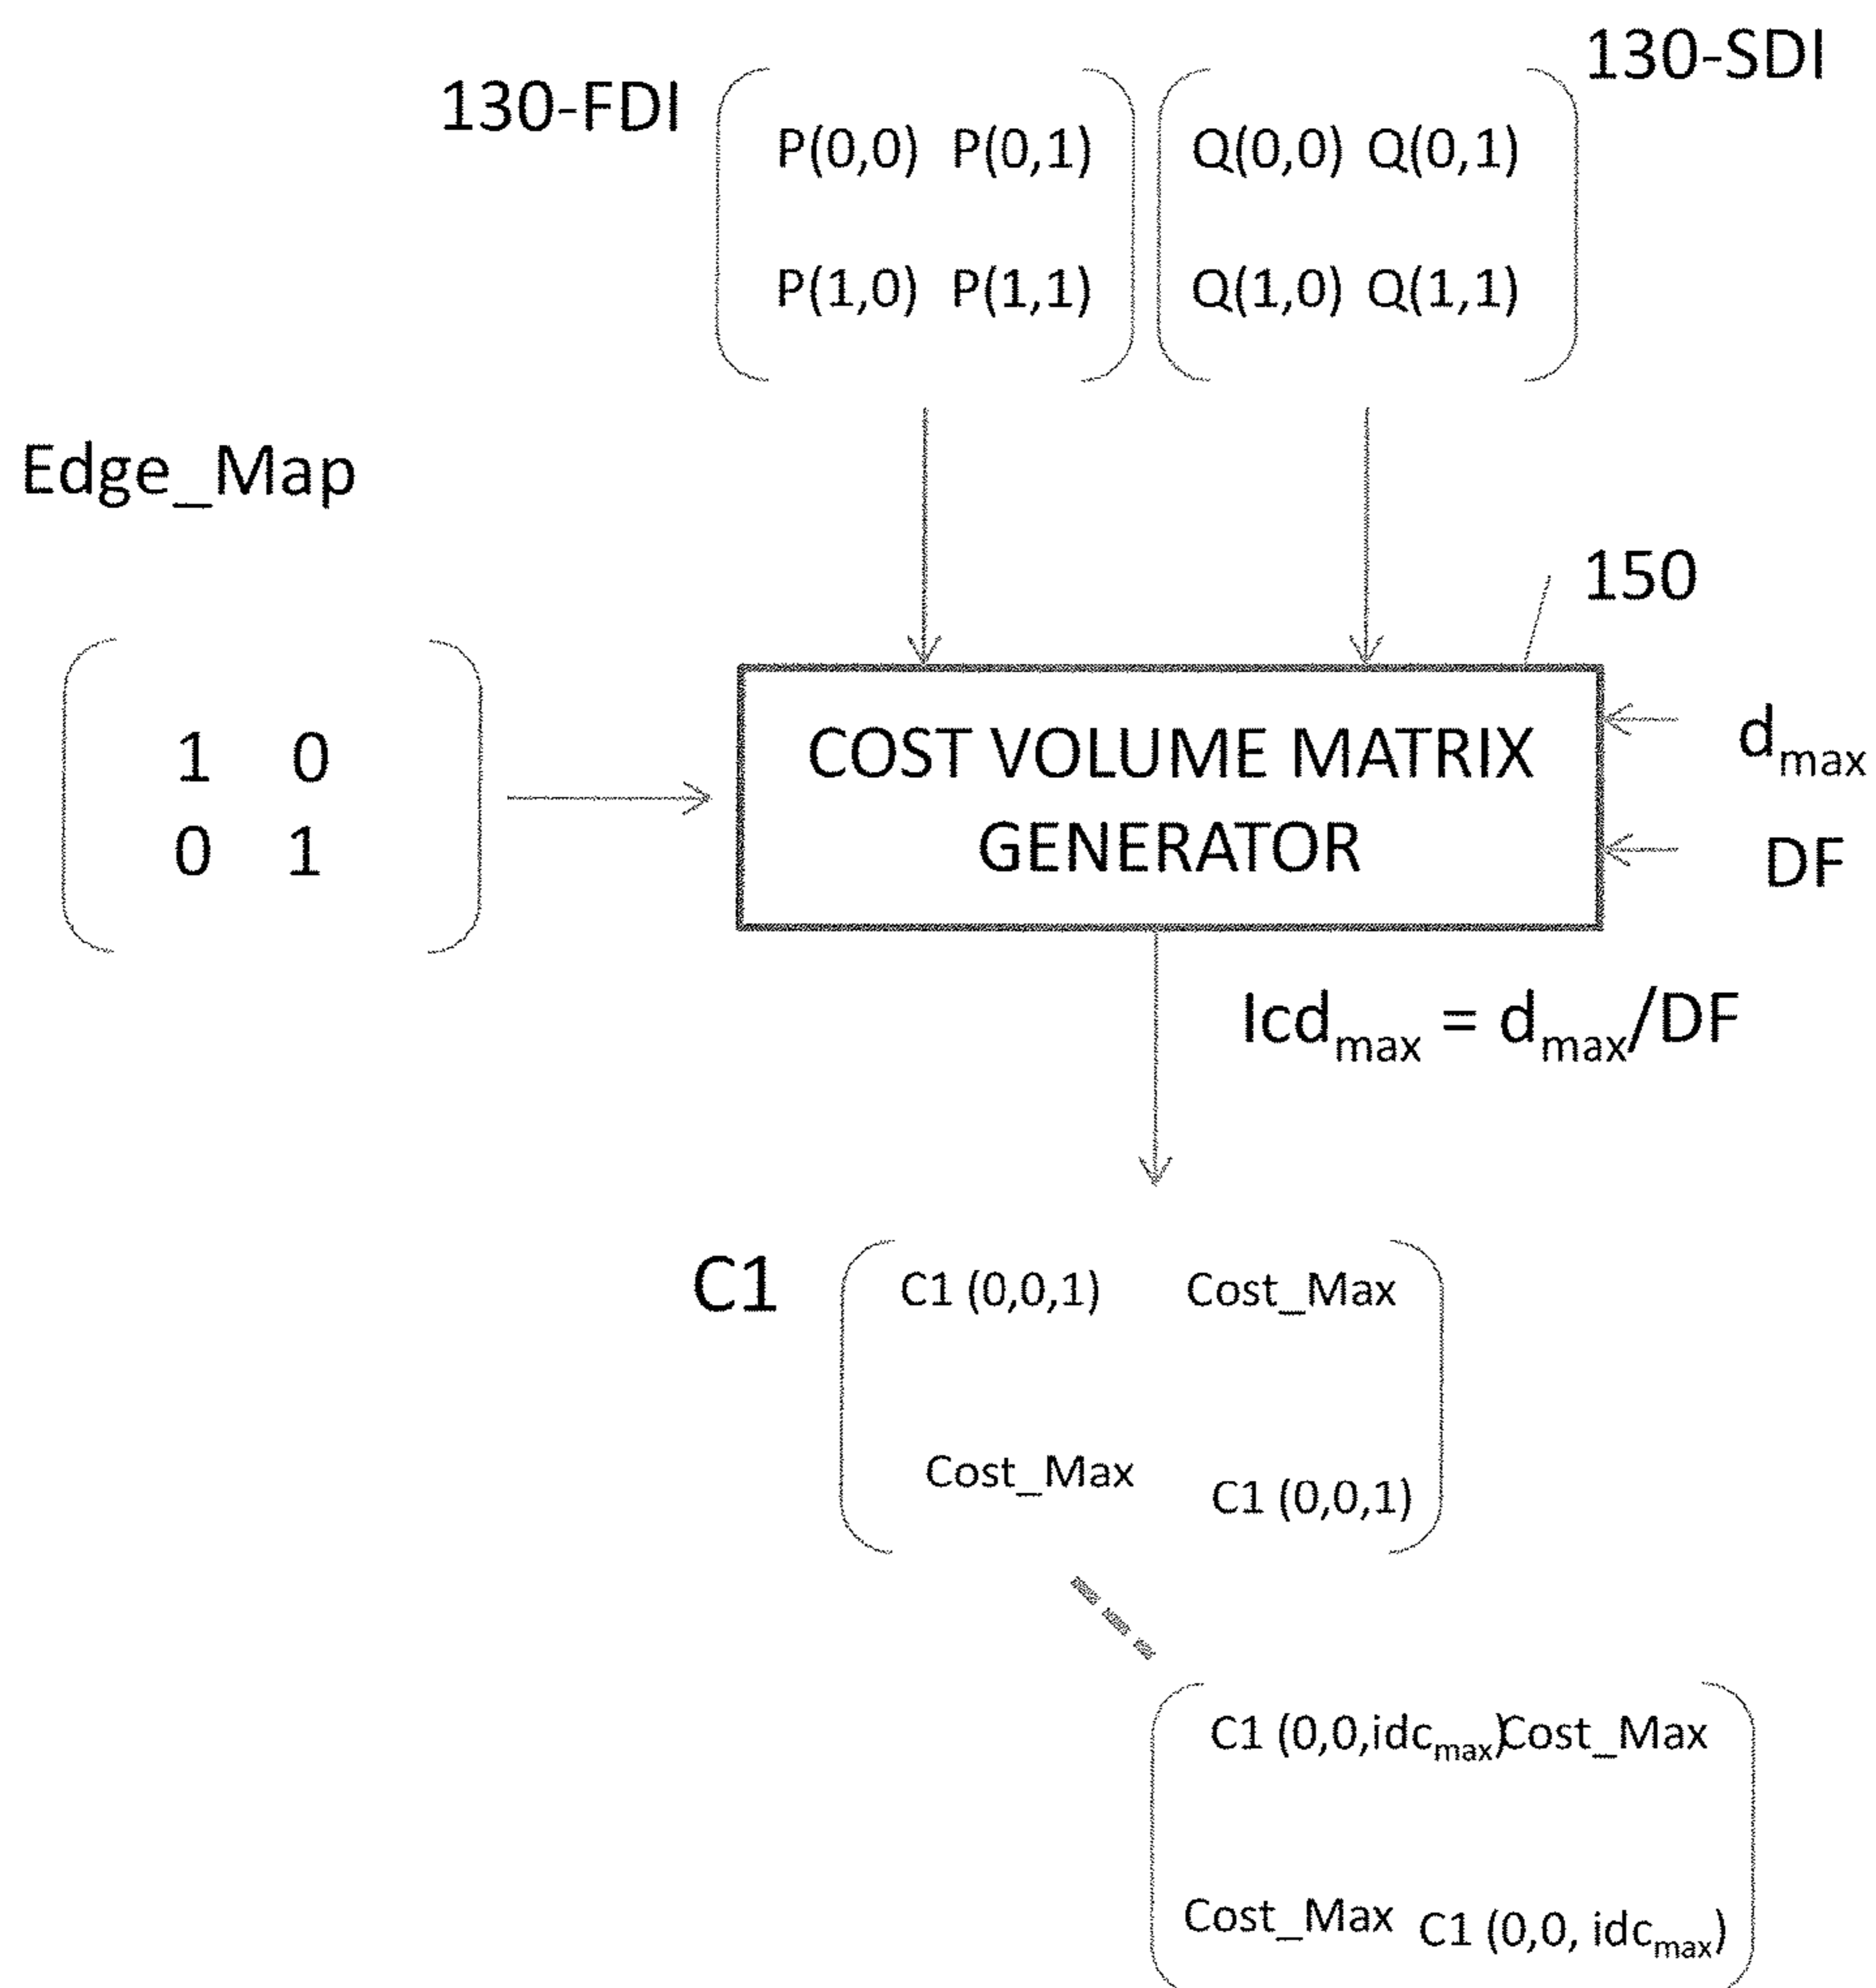 130-SDI
130-FDI
P(0,0) P(0,1) Q(0,0) Q(0,1)
P(1,0) P(1,1) Q(1,0) Q(1,1)
Edge_Map
150
1 0
0 1
COST VOLUME MATRIX
GENERATOR
dmax
DF
Icdmax = dmax/DF
C1
C1 (0,0,1) Cost_Max
Cost_Max C1 (0,0,1)
C1 (0,0,idcmax) Cost_Max
Cost_Max C1 (0,0, idcmax)